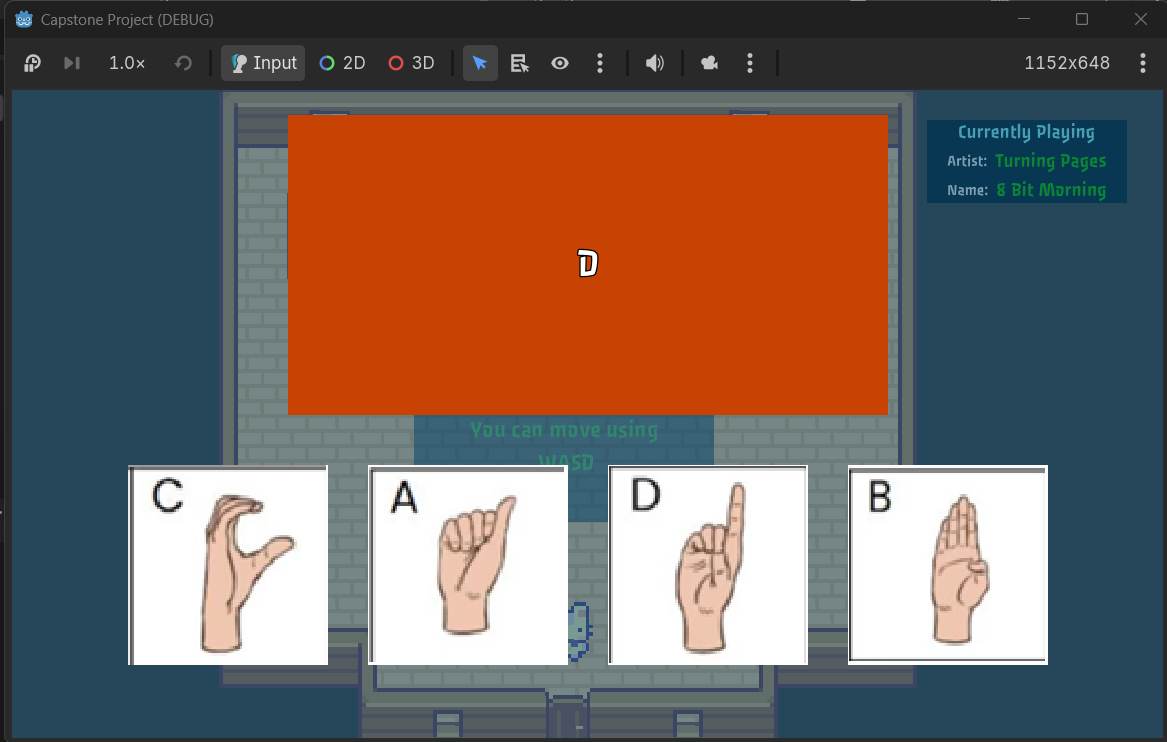 Capstone Project (DEBUG)
1.0× Input 2D 3D 1152x648
Currently Playing
Artist: Turning Pages
Name: 8 Bit Morning
D
You can move using
WASD
C A D B